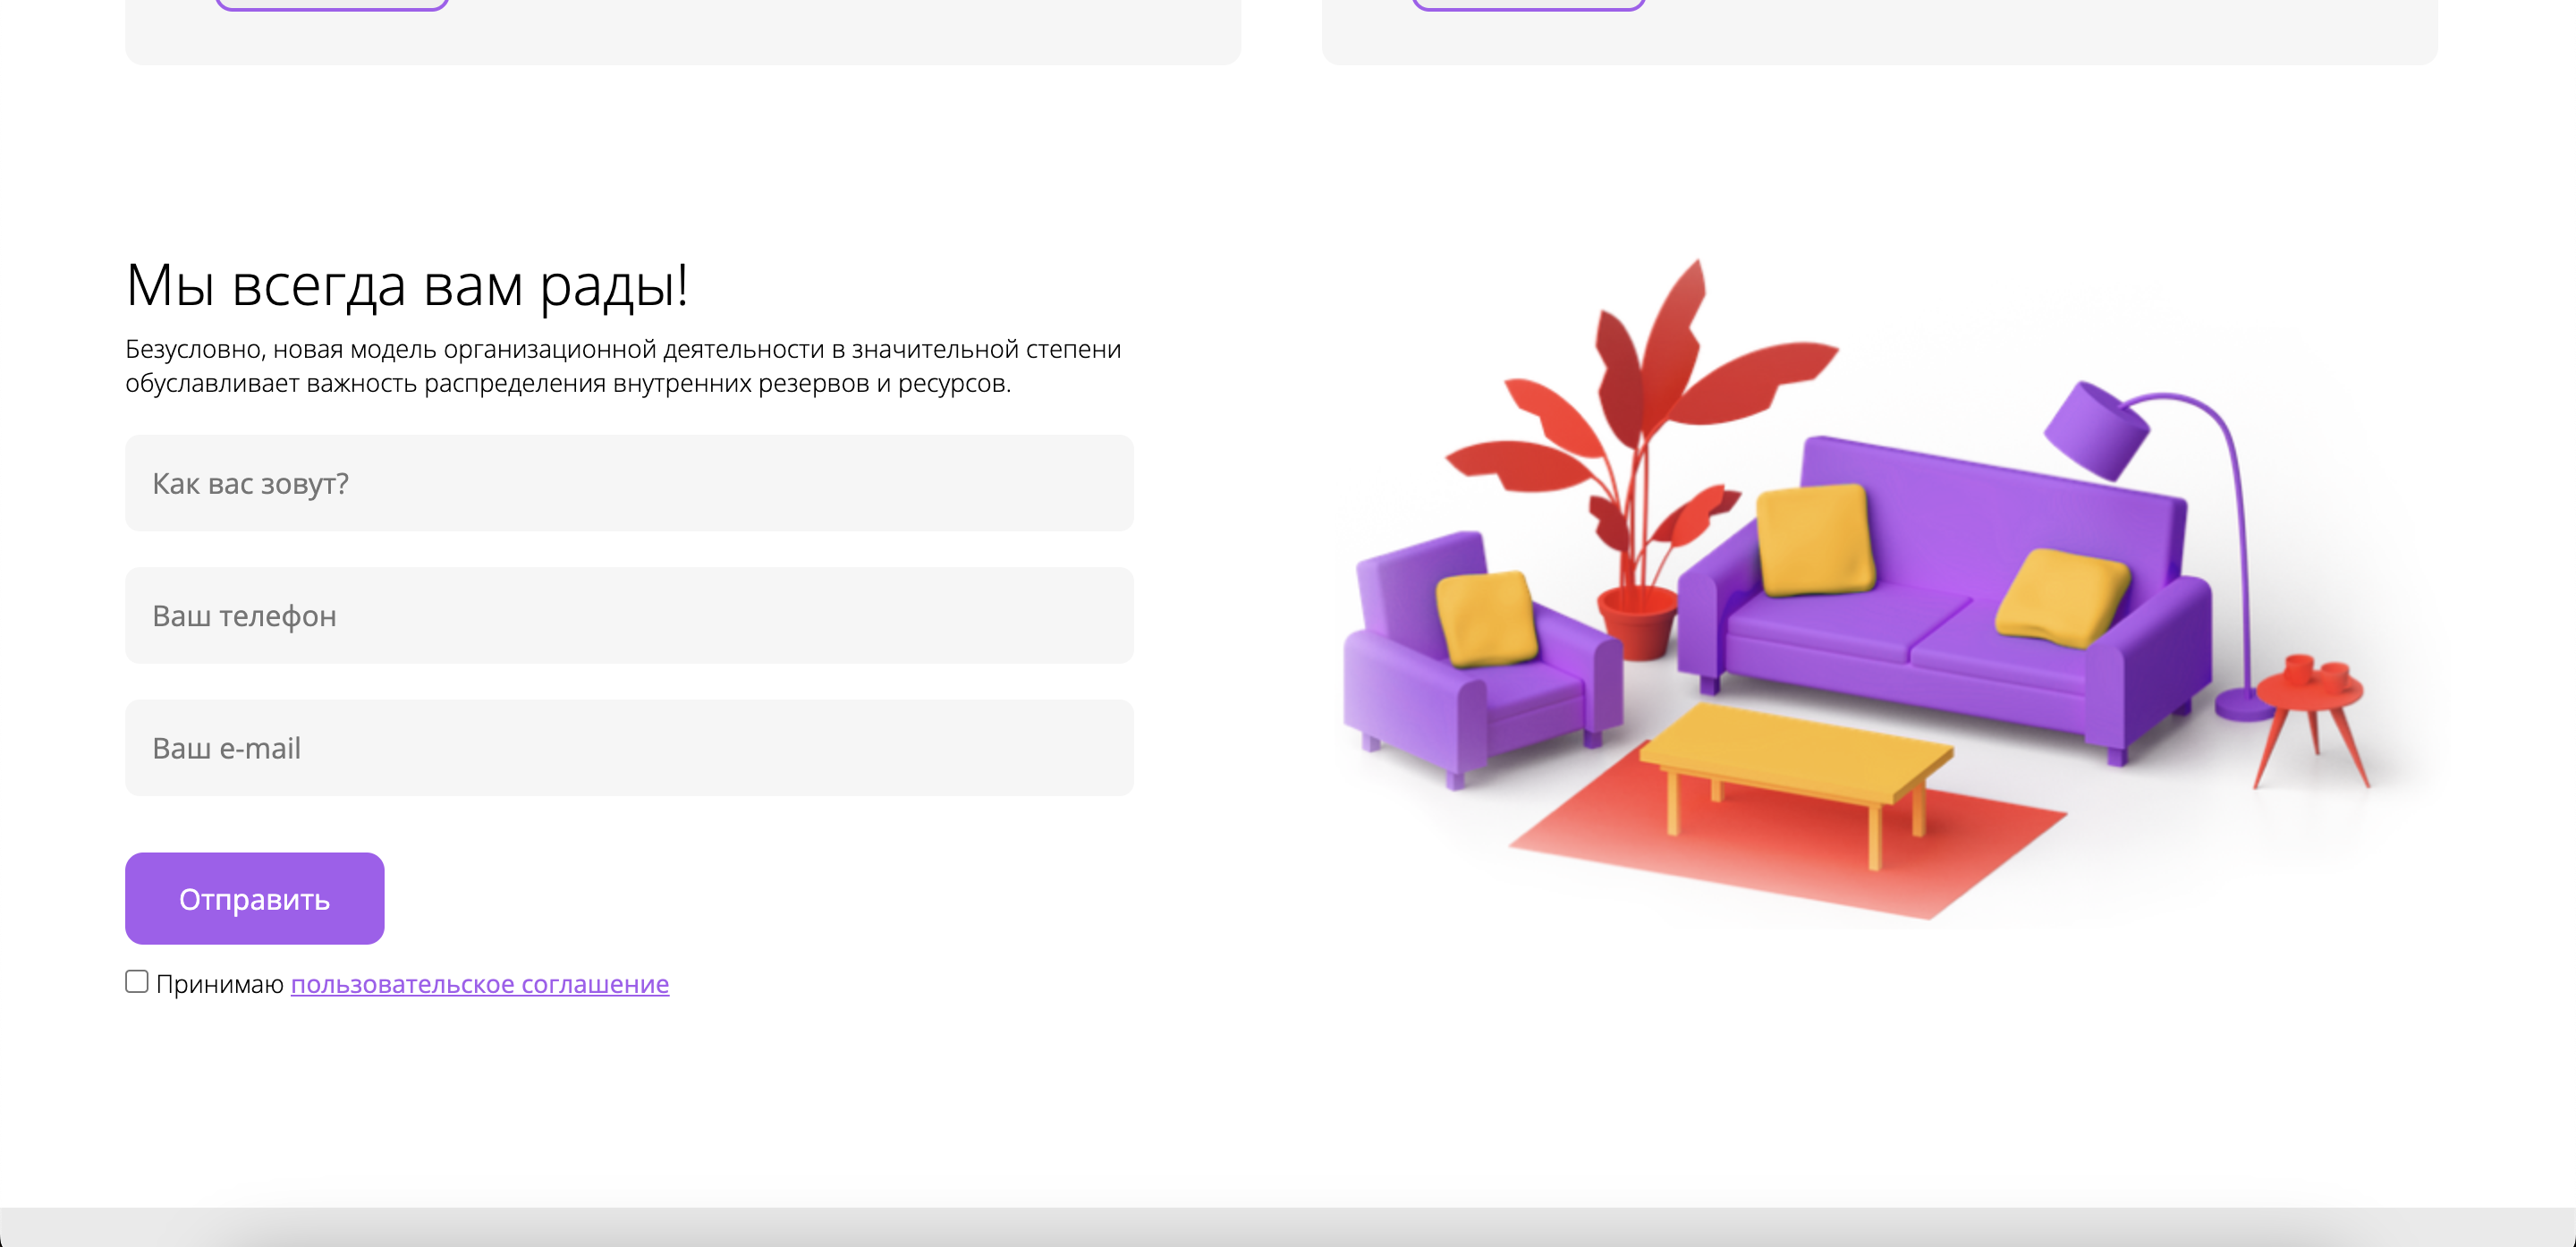 Мы всегда вам рады!
Безусловно, новая модель организационной деятельности в значительной степени
обуславливает важность распределения внутренних резервов и ресурсов.
Как вас зовут?
Ваш телефон
Ваш e-mail
Отправить
Принимаю пользовательское соглашение